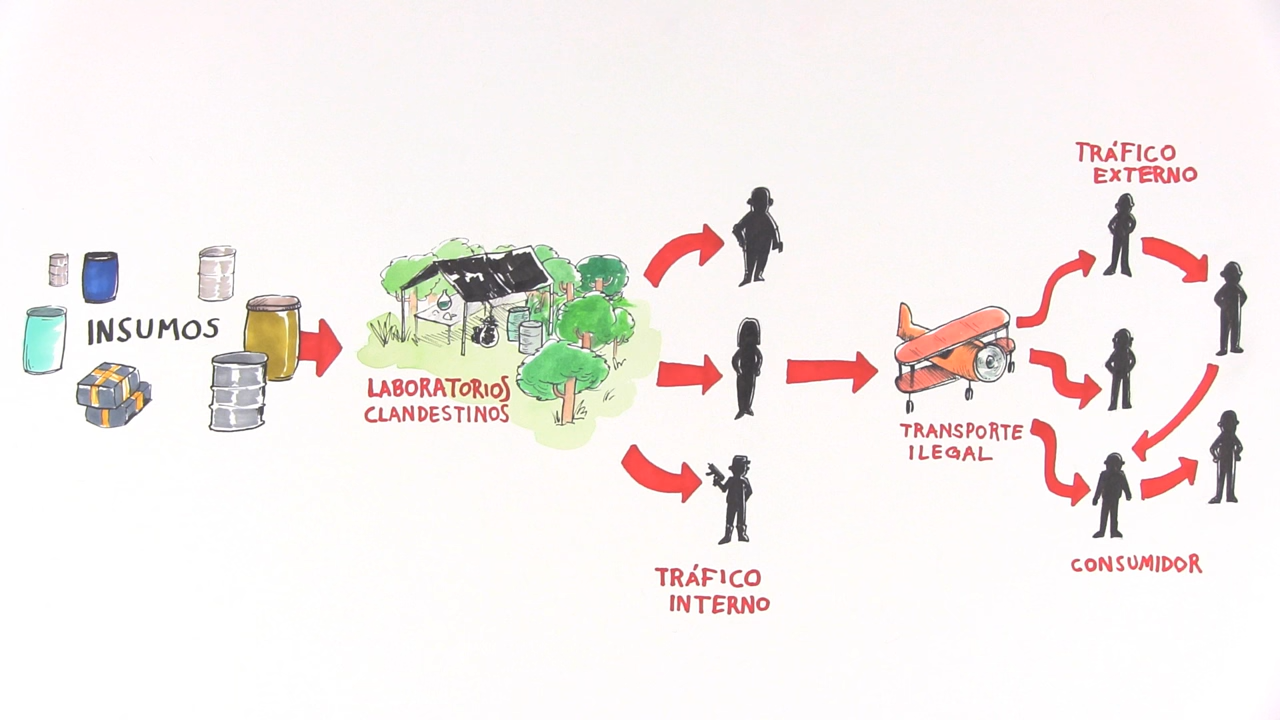 INSUMOS
LABORATORIOS
CLANDESTINOS
TRÁFICO
INTERNO
TRANSPORTE
ILEGAL
TRÁFICO
EXTERNO
CONSUMIDOR